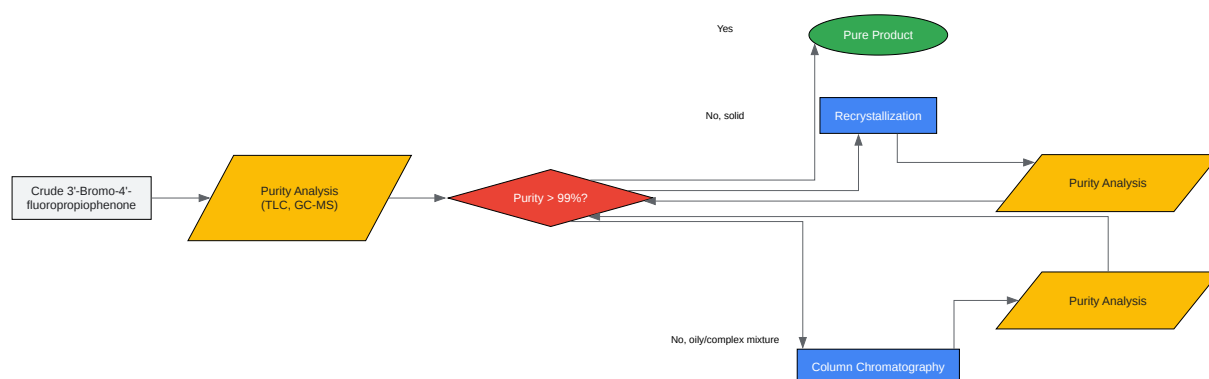 Yes
Pure Product
No, solid
Recrystallization
Crude 3'-Bromo-4'-
fluoropropiophenone
Purity Analysis
(TLC, GC-MS)
Purity > 99%?
Purity Analysis
Purity Analysis
No, oily/complex mixture
Column Chromatography